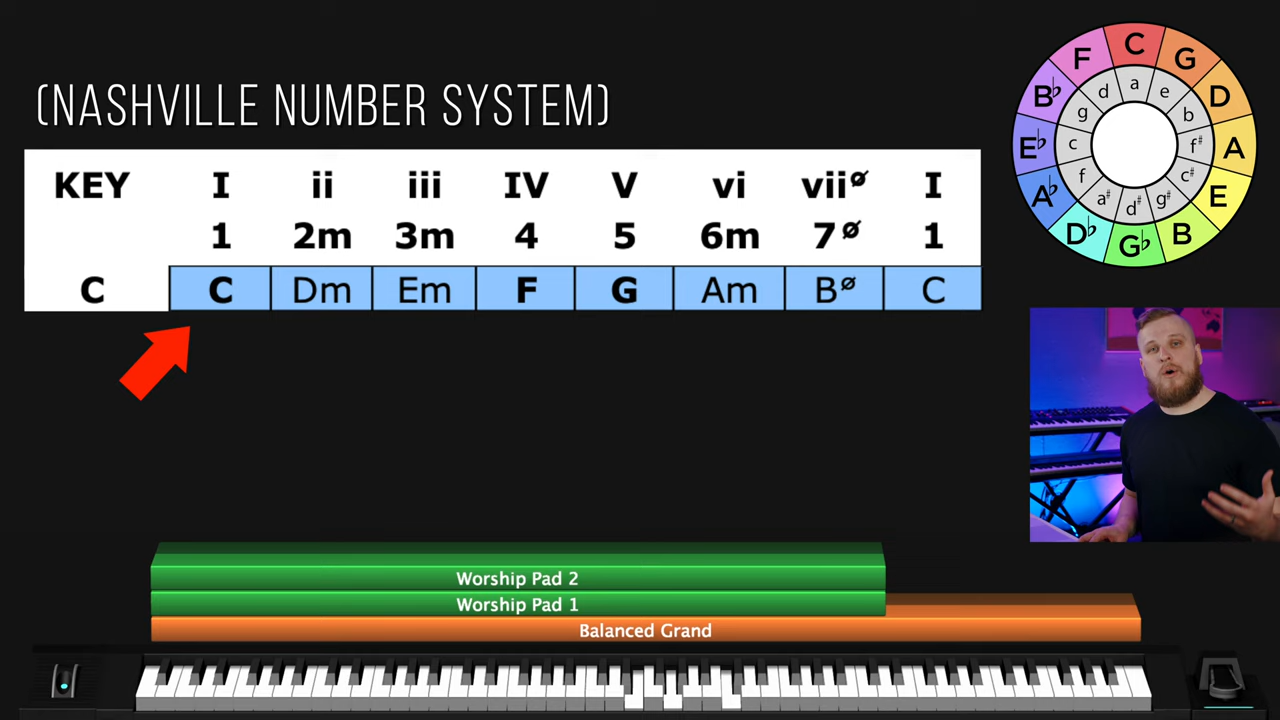 (NASHVILLE NUMBER SYSTEM)
KEY I ii iii IV V vi viiø I
1 2m 3m 4 5 6m 7ø 1
C C Dm Em F G Am Bø C
C
G
D
A
E
B
G♭
D♭
A♭
E♭
B♭
F
a
e
b
f#
c#
g#
d#
a#
f
c
g
d
Worship Pad 2
Worship Pad 1
Balanced Grand